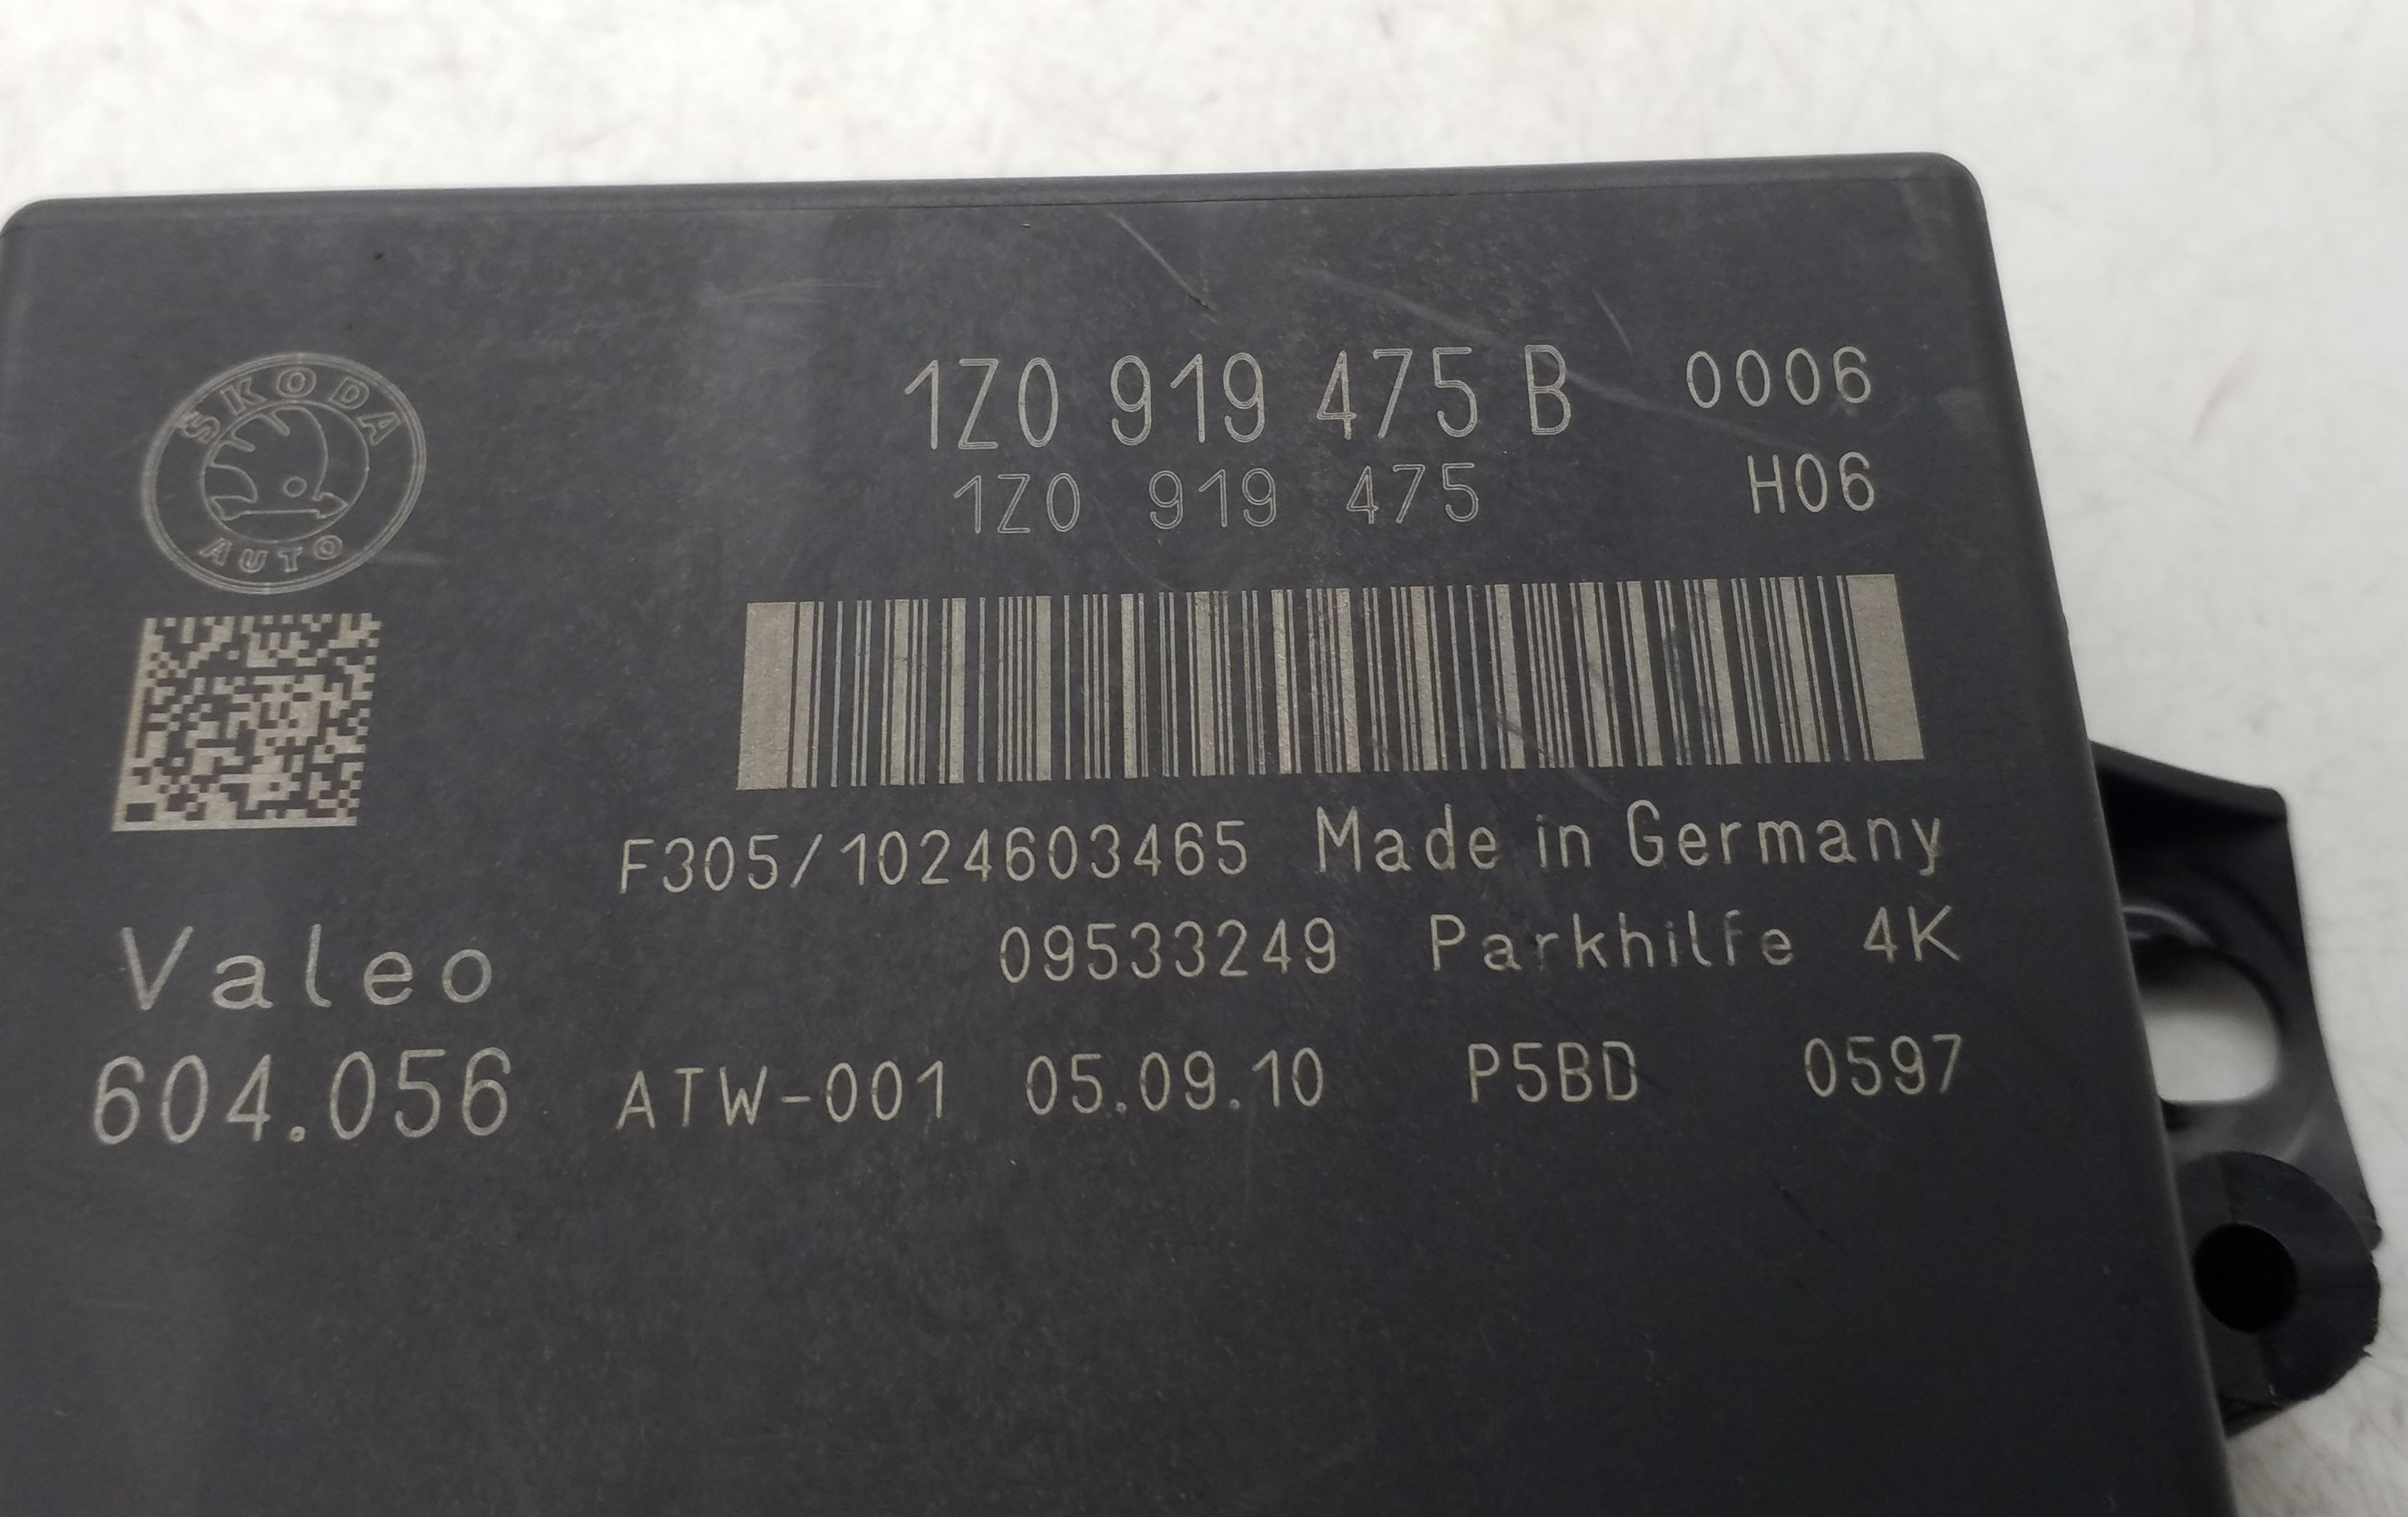 ŠKODA
AUTO
1Z0 919 475 B 0006
1Z0 919 475 H06
F305/1024603465 Made in Germany
Valeo 09533249 Parkhilfe 4K
604.056 ATW-001 05.09.10 P5BD 0597